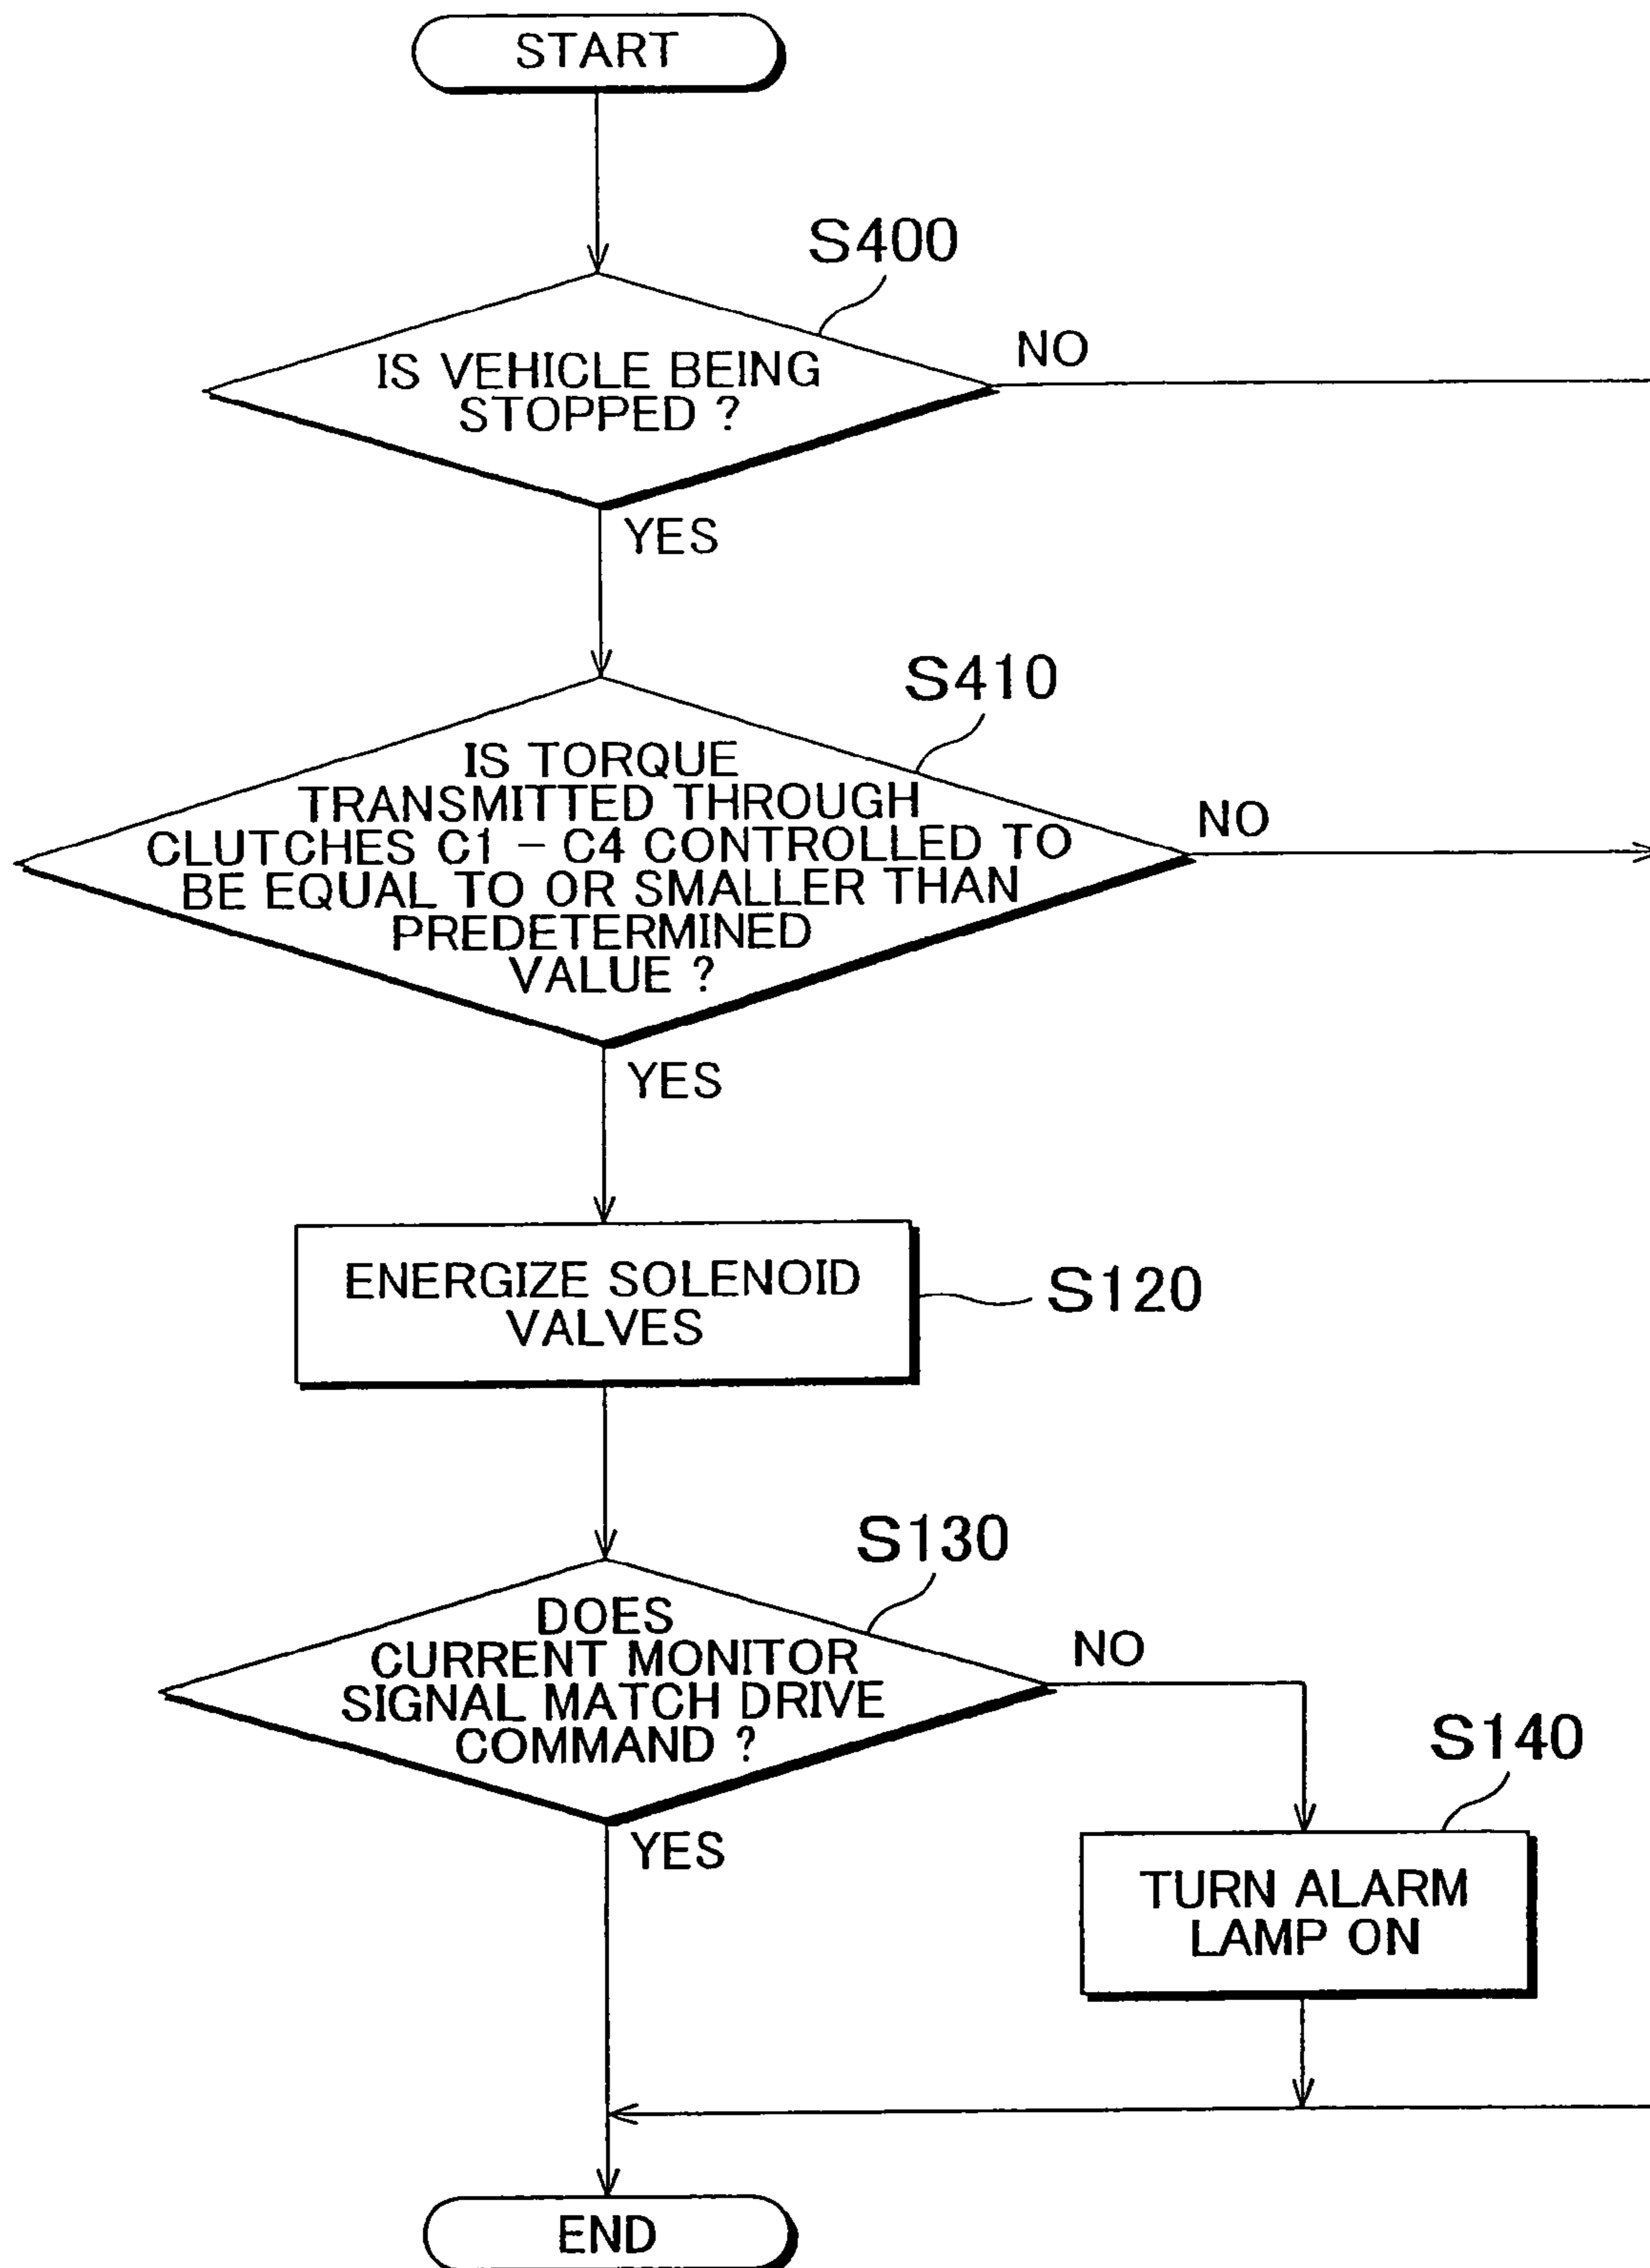 START
S400
IS VEHICLE BEING
STOPPED ?
NO
YES
S410
IS TORQUE
TRANSMITTED THROUGH
CLUTCHES C1 – C4 CONTROLLED TO
BE EQUAL TO OR SMALLER THAN
PREDETERMINED
VALUE ?
NO
YES
ENERGIZE SOLENOID
VALVES
S120
S130
DOES
CURRENT MONITOR
SIGNAL MATCH DRIVE
COMMAND ?
NO
YES
S140
TURN ALARM
LAMP ON
END